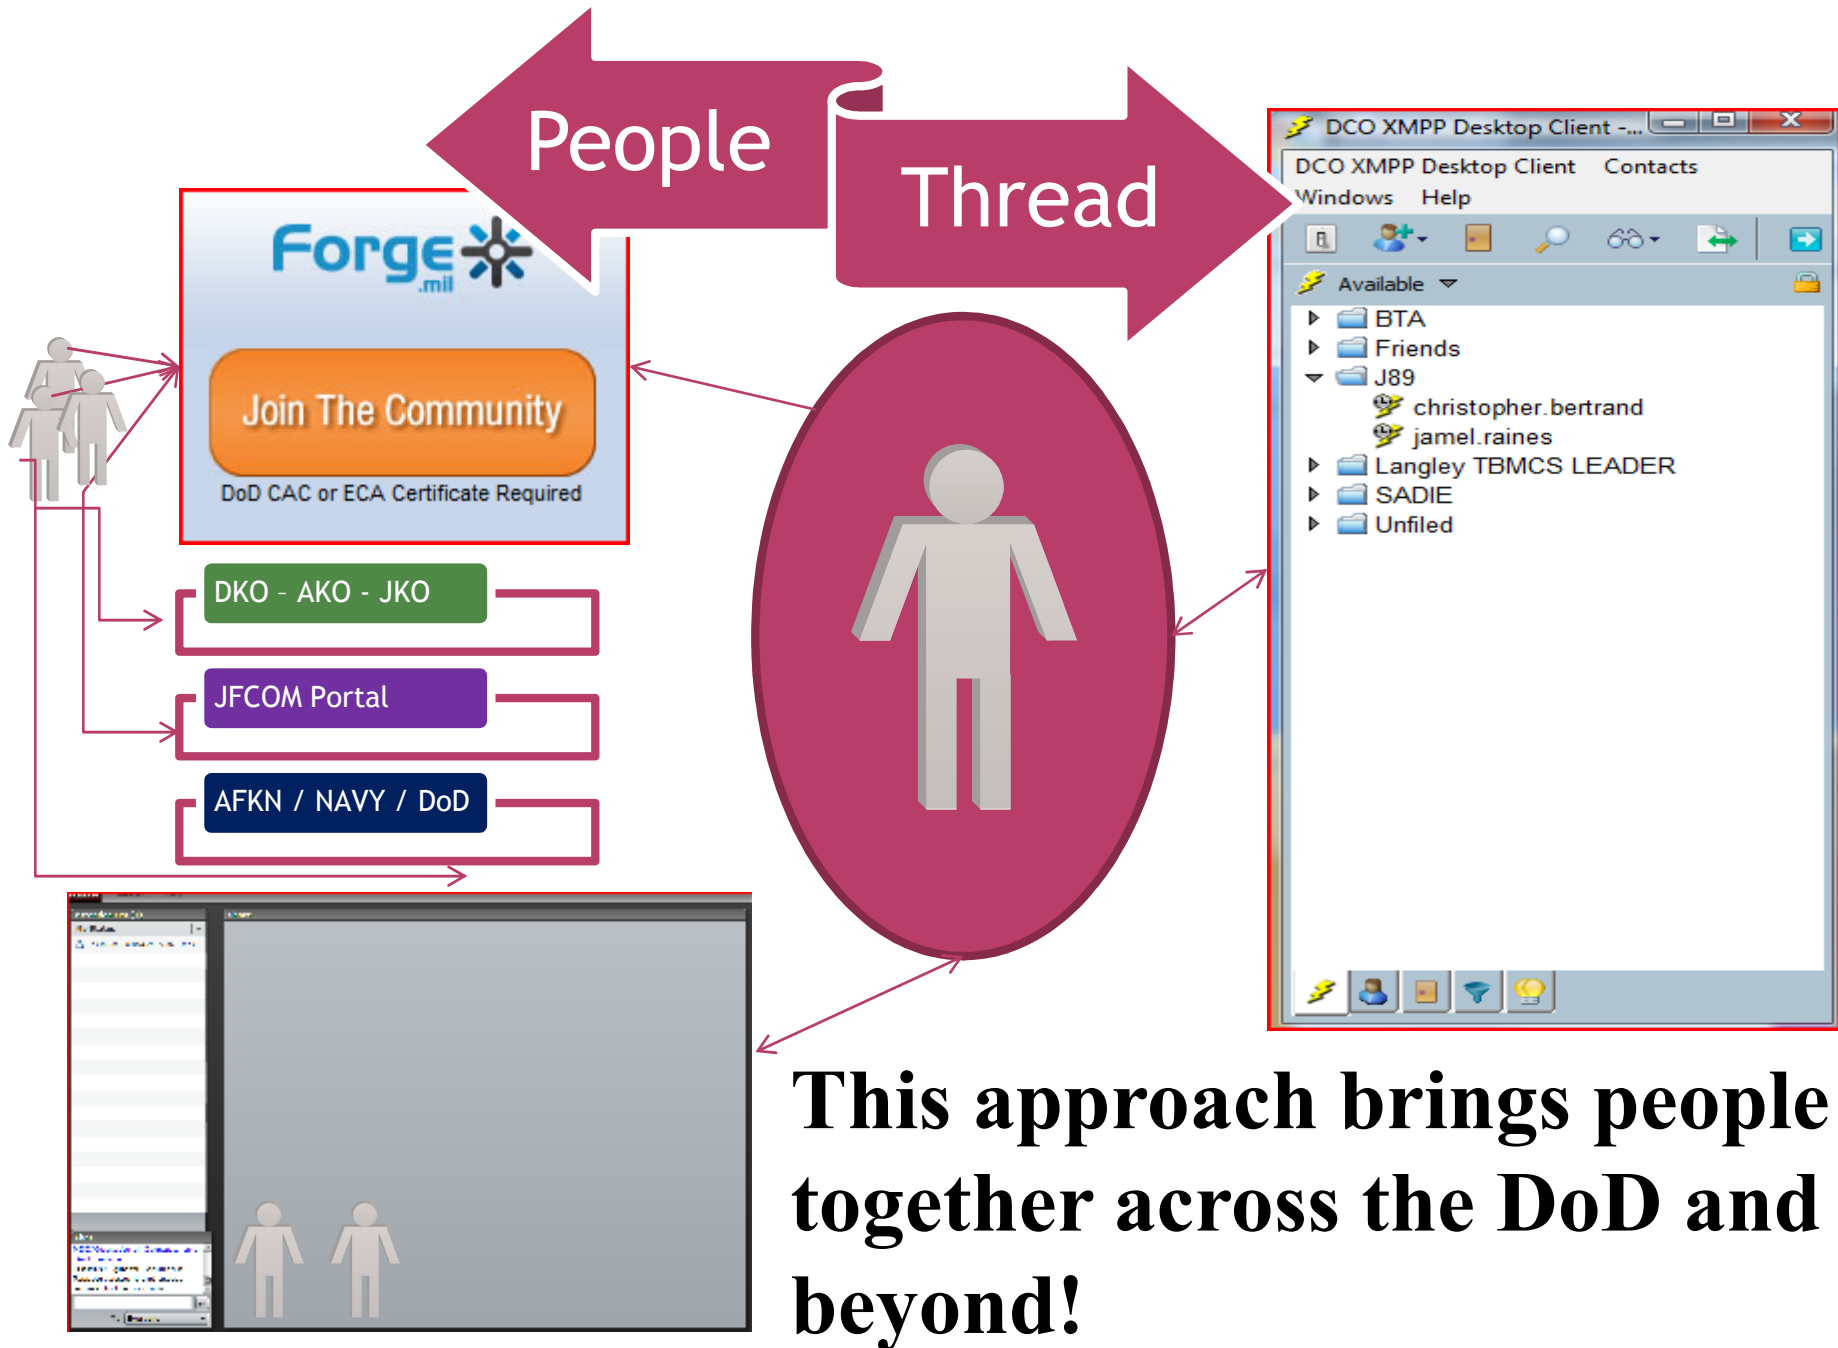 People
Thread
Forge
.mil
Join The Community
DoD CAC or ECA Certificate Required
DKO – AKO - JKO
JFCOM Portal
AFKN / NAVY / DoD
DCO XMPP Desktop Client -...
DCO XMPP Desktop Client Contacts
Windows Help
Available
BTA
Friends
J89
christopher.bertrand
jamel.raines
Langley TBMCS LEADER
SADIE
Unfiled
This approach brings people
together across the DoD and
beyond!